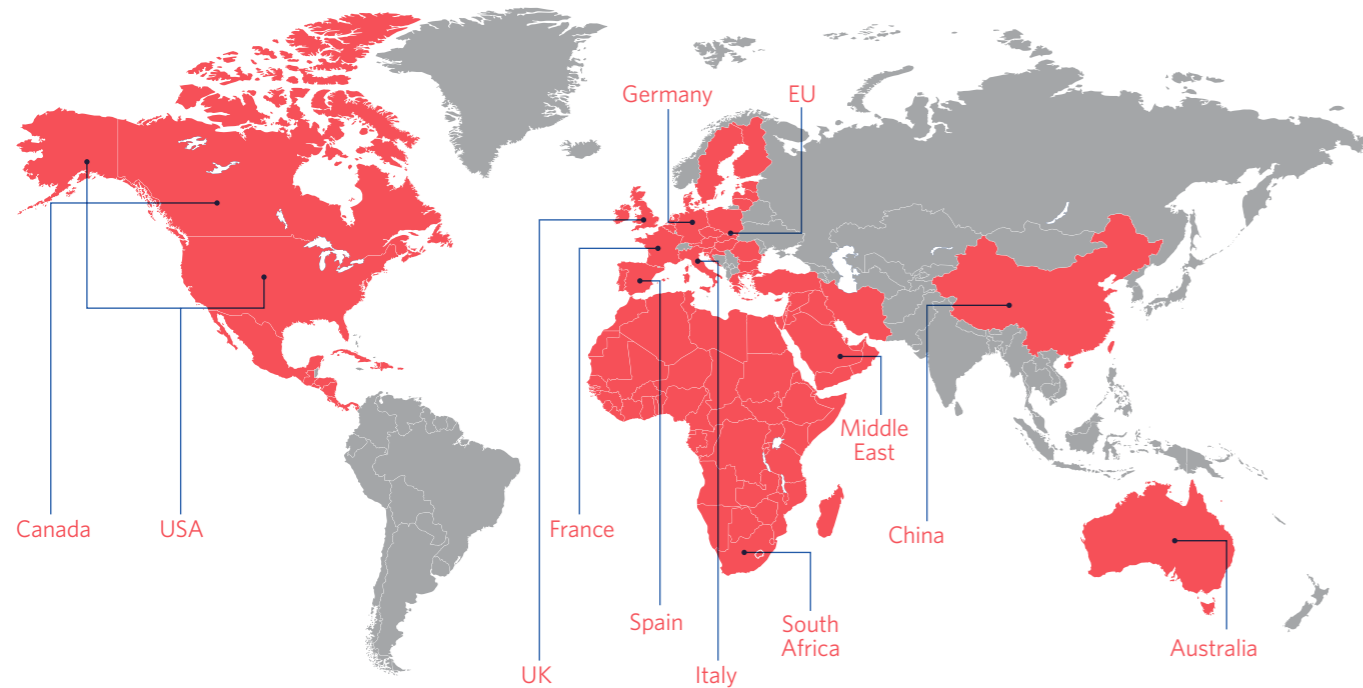 Germany
EU
Middle
East
Canada
USA
France
China
Spain
South
Africa
UK
Italy
Australia